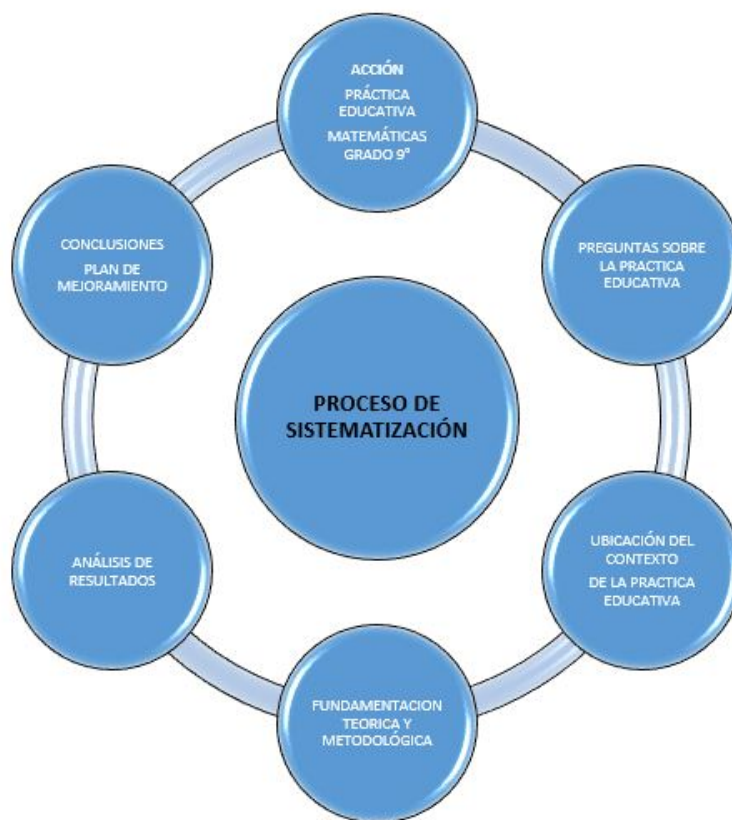 ACCIÓN
PRÁCTICA
EDUCATIVA
MATEMÁTICAS
GRADO 9°
PREGUNTAS SOBRE
LA PRACTICA
EDUCATIVA
UBICACIÓN DEL
CONTEXTO
DE LA PRACTICA
EDUCATIVA
FUNDAMENTACION
TEORICA Y
METODOLÓGICA
ANÁLISIS DE
RESULTADOS
CONCLUSIONES
PLAN DE
MEJORAMIENTO
PROCESO DE
SISTEMATIZACIÓN